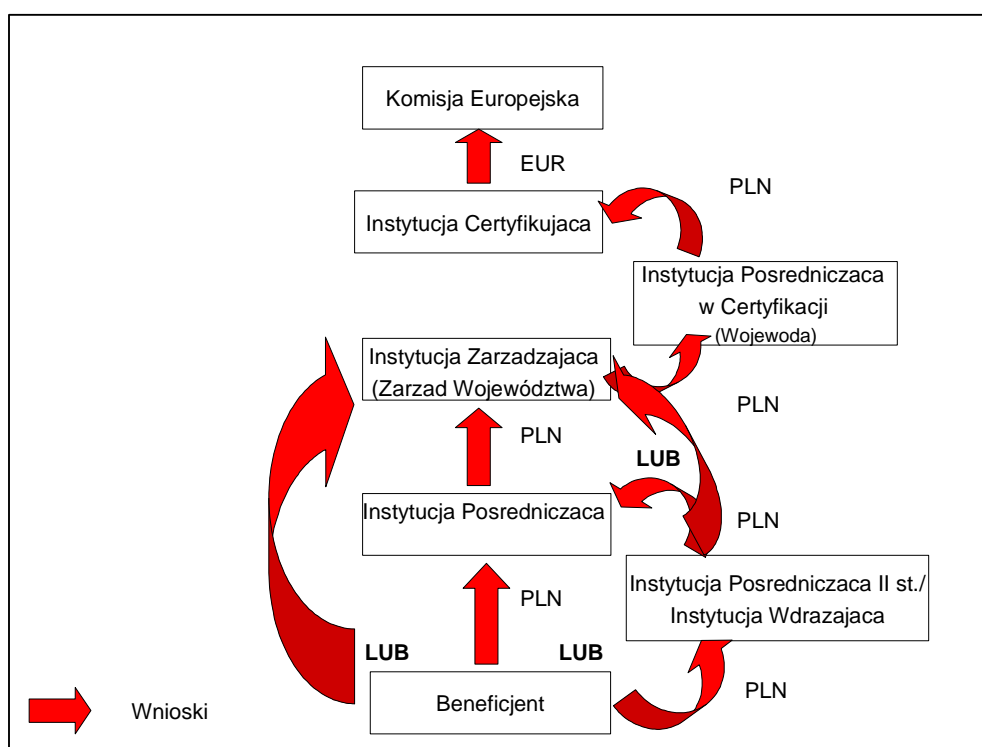 Komisja Europejska
EUR
PLN
Instytucja Certyfikujaca
Instytucja Posredniczaca
w Certyfikacji
(Wojewoda)
Instytucja Zarzadzajaca
(Zarzad Województwa)
PLN
PLN
LUB
Instytucja Posredniczaca
PLN
Instytucja Posredniczaca II st./
Instytucja Wdrazajaca
PLN
LUB
LUB
Beneficjent
PLN
Wnioski